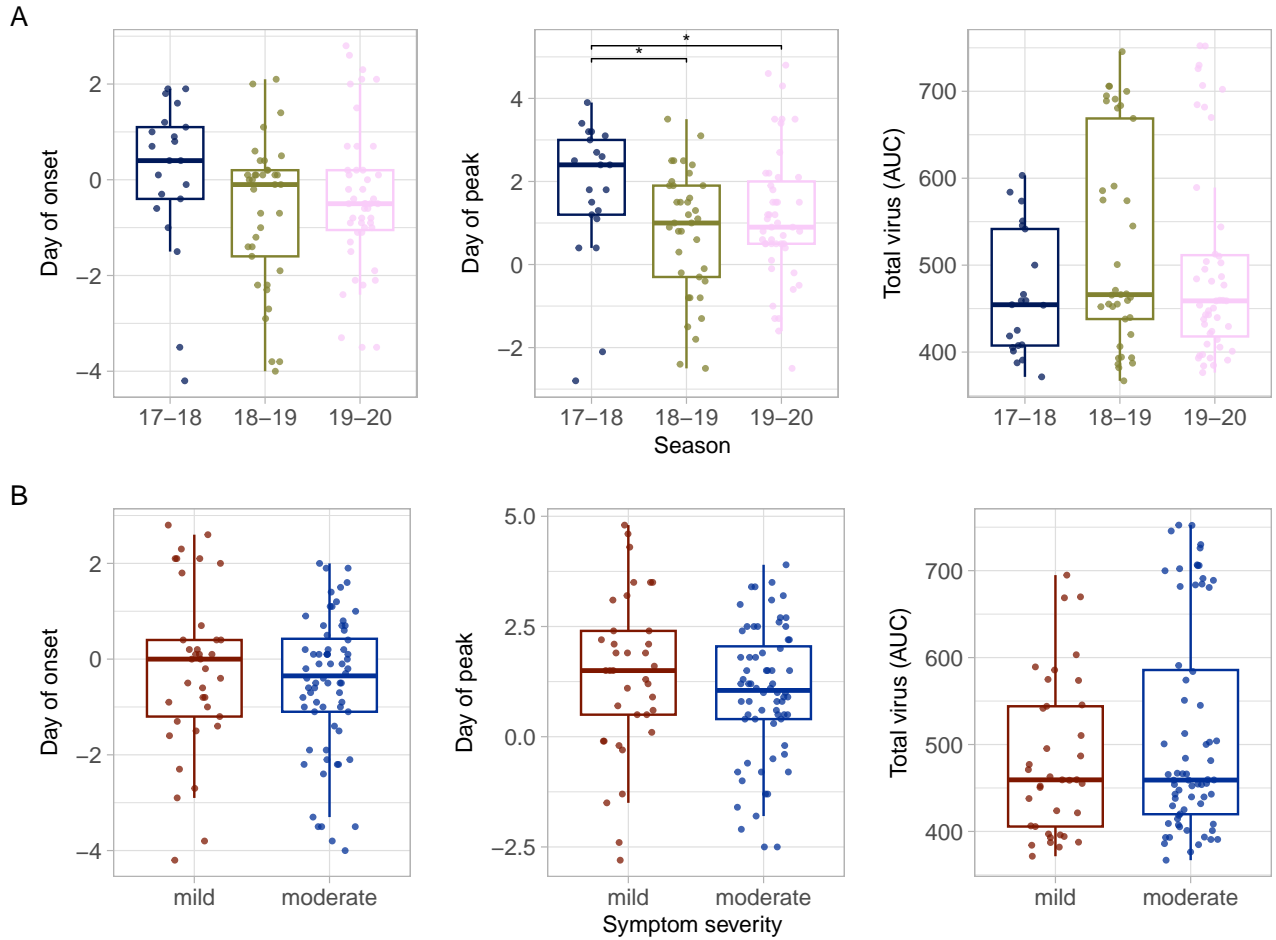 A
Day of onset
2
0
−2
−4
17−18 18−19 19−20
Day of peak
4
2
0
−2
* *
17−18 18−19 19−20
Season
Total virus (AUC)
700
600
500
400
17−18 18−19 19−20
B
Day of onset
2
0
−2
−4
mild moderate
Day of peak
5.0
2.5
0.0
−2.5
mild moderate
Symptom severity
Total virus (AUC)
700
600
500
400
mild moderate